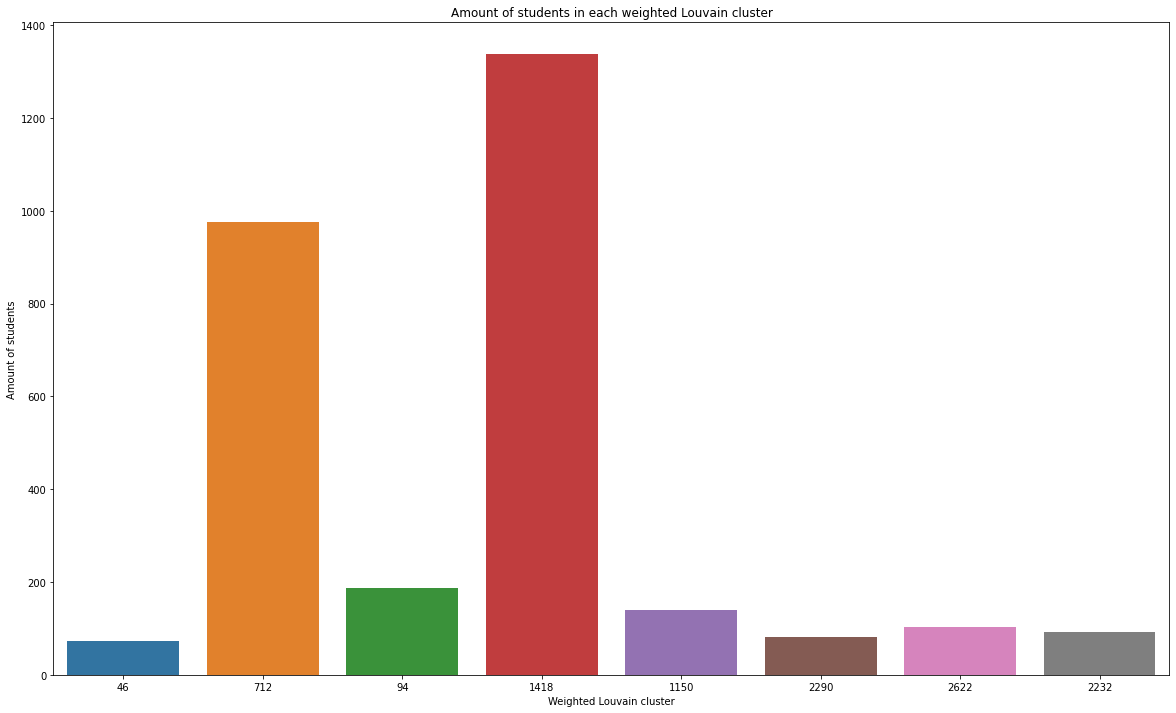 Amount of students in each weighted Louvain cluster
1400
1200
1000
800
600
400
200
0
Amount of students
46 712 94 1418 1150 2290 2622 2232
Weighted Louvain cluster